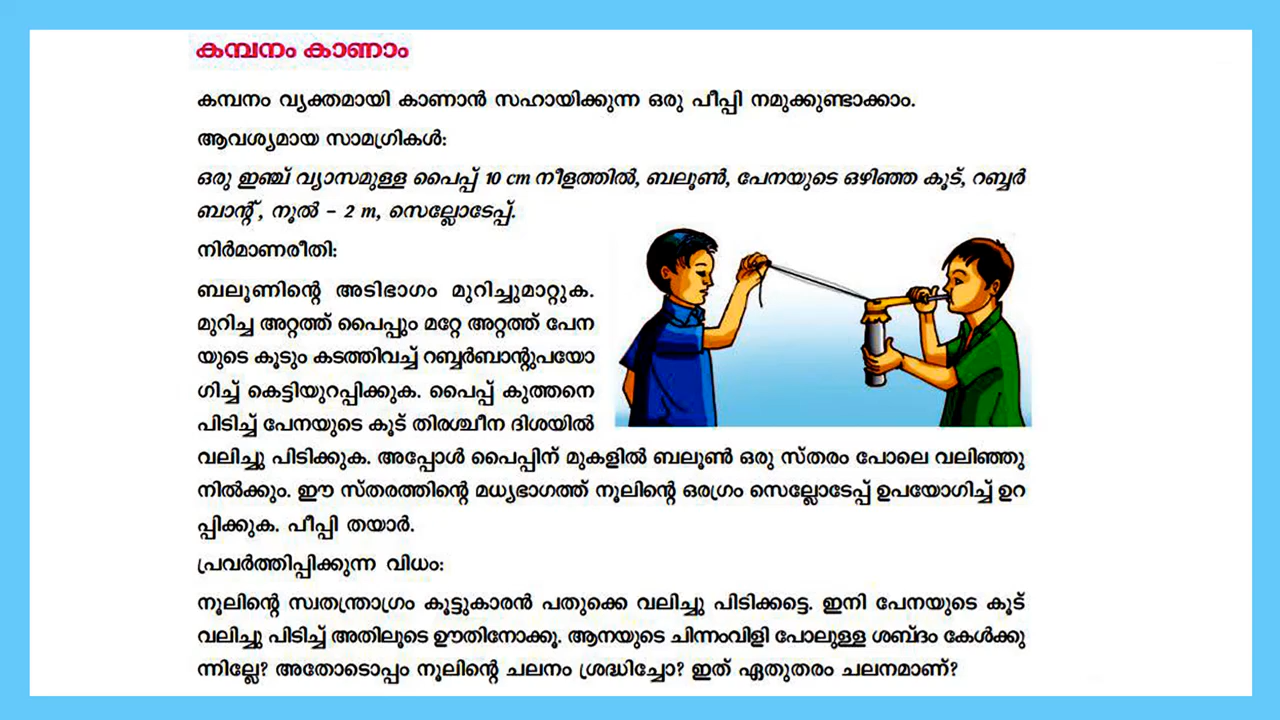 കമ്പനം കാണാം
കമ്പനം വ്യക്തമായി കാണാൻ സഹായിക്കുന്ന ഒരു പീപ്പി നമുക്കുണ്ടാക്കാം.
ആവശ്യമായ സാമഗ്രികൾ:
ഒരു ഇഞ്ച് വ്യാസമുള്ള പൈപ്പ് 10 cm നീളത്തിൽ, ബലൂൺ, പേനയുടെ ഒഴിഞ്ഞ കൂട്, റബ്ബർ
ബാന്റ്, നൂൽ – 2 m, സെല്ലോടേപ്പ്.
നിർമാണരീതി:
ബലൂണിന്റെ അടിഭാഗം മുറിച്ചുമാറ്റുക.
മുറിച്ച അറ്റത്ത് പൈപ്പും മറ്റേ അറ്റത്ത് പേന
യുടെ കൂടും കടത്തിവച്ച് റബ്ബർബാന്റുപയോ
ഗിച്ച് കെട്ടിയുറപ്പിക്കുക. പൈപ്പ് കുത്തനെ
പിടിച്ച് പേനയുടെ കൂട് തിരശ്ചീന ദിശയിൽ
വലിച്ചു പിടിക്കുക. അപ്പോൾ പൈപ്പിന് മുകളിൽ ബലൂൺ ഒരു സ്തരം പോലെ വലിഞ്ഞു
നിൽക്കും. ഈ സ്തരത്തിന്റെ മധ്യഭാഗത്ത് നൂലിന്റെ ഒരഗ്രം സെല്ലോടേപ്പ് ഉപയോഗിച്ച് ഉറ
പ്പിക്കുക. പീപ്പി തയാർ.
പ്രവർത്തിപ്പിക്കുന്ന വിധം:
നൂലിന്റെ സ്വതന്ത്രാഗ്രം കൂട്ടുകാരൻ പതുക്കെ വലിച്ചു പിടിക്കട്ടെ. ഇനി പേനയുടെ കൂട്
വലിച്ചു പിടിച്ച് അതിലൂടെ ഊതിനോക്കൂ. ആനയുടെ ചിന്നംവിളി പോലുള്ള ശബ്ദം കേൾക്കു
ന്നില്ലേ? അതോടൊപ്പം നൂലിന്റെ ചലനം ശ്രദ്ധിച്ചോ? ഇത് ഏതുതരം ചലനമാണ്?